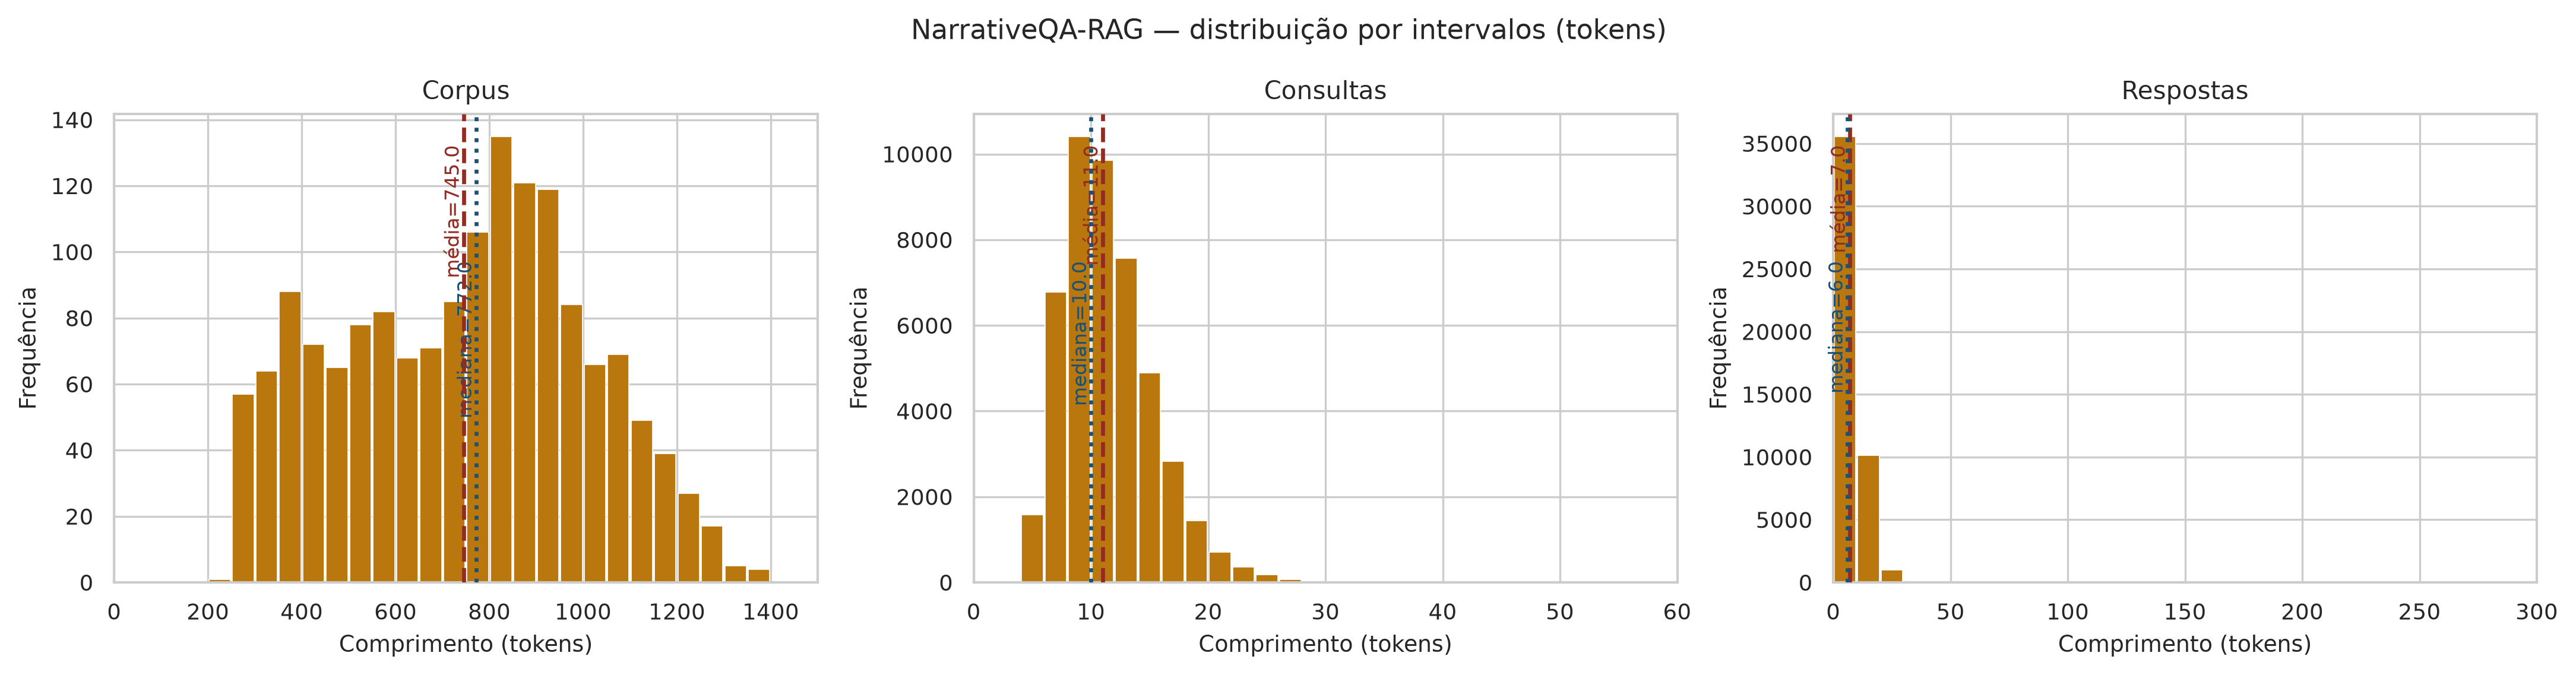 NarrativeQA-RAG — distribuição por intervalos (tokens)
Corpus
Frequência
140
120
100
80
60
40
20
0
média=745.0
mediana=772.0
0 200 400 600 800 1000 1200 1400
Comprimento (tokens)
Consultas
Frequência
10000
8000
6000
4000
2000
0
média=11.0
mediana=10.0
0 10 20 30 40 50 60
Comprimento (tokens)
Respostas
Frequência
35000
30000
25000
20000
15000
10000
5000
0
média=7.0
mediana=6.0
0 50 100 150 200 250 300
Comprimento (tokens)